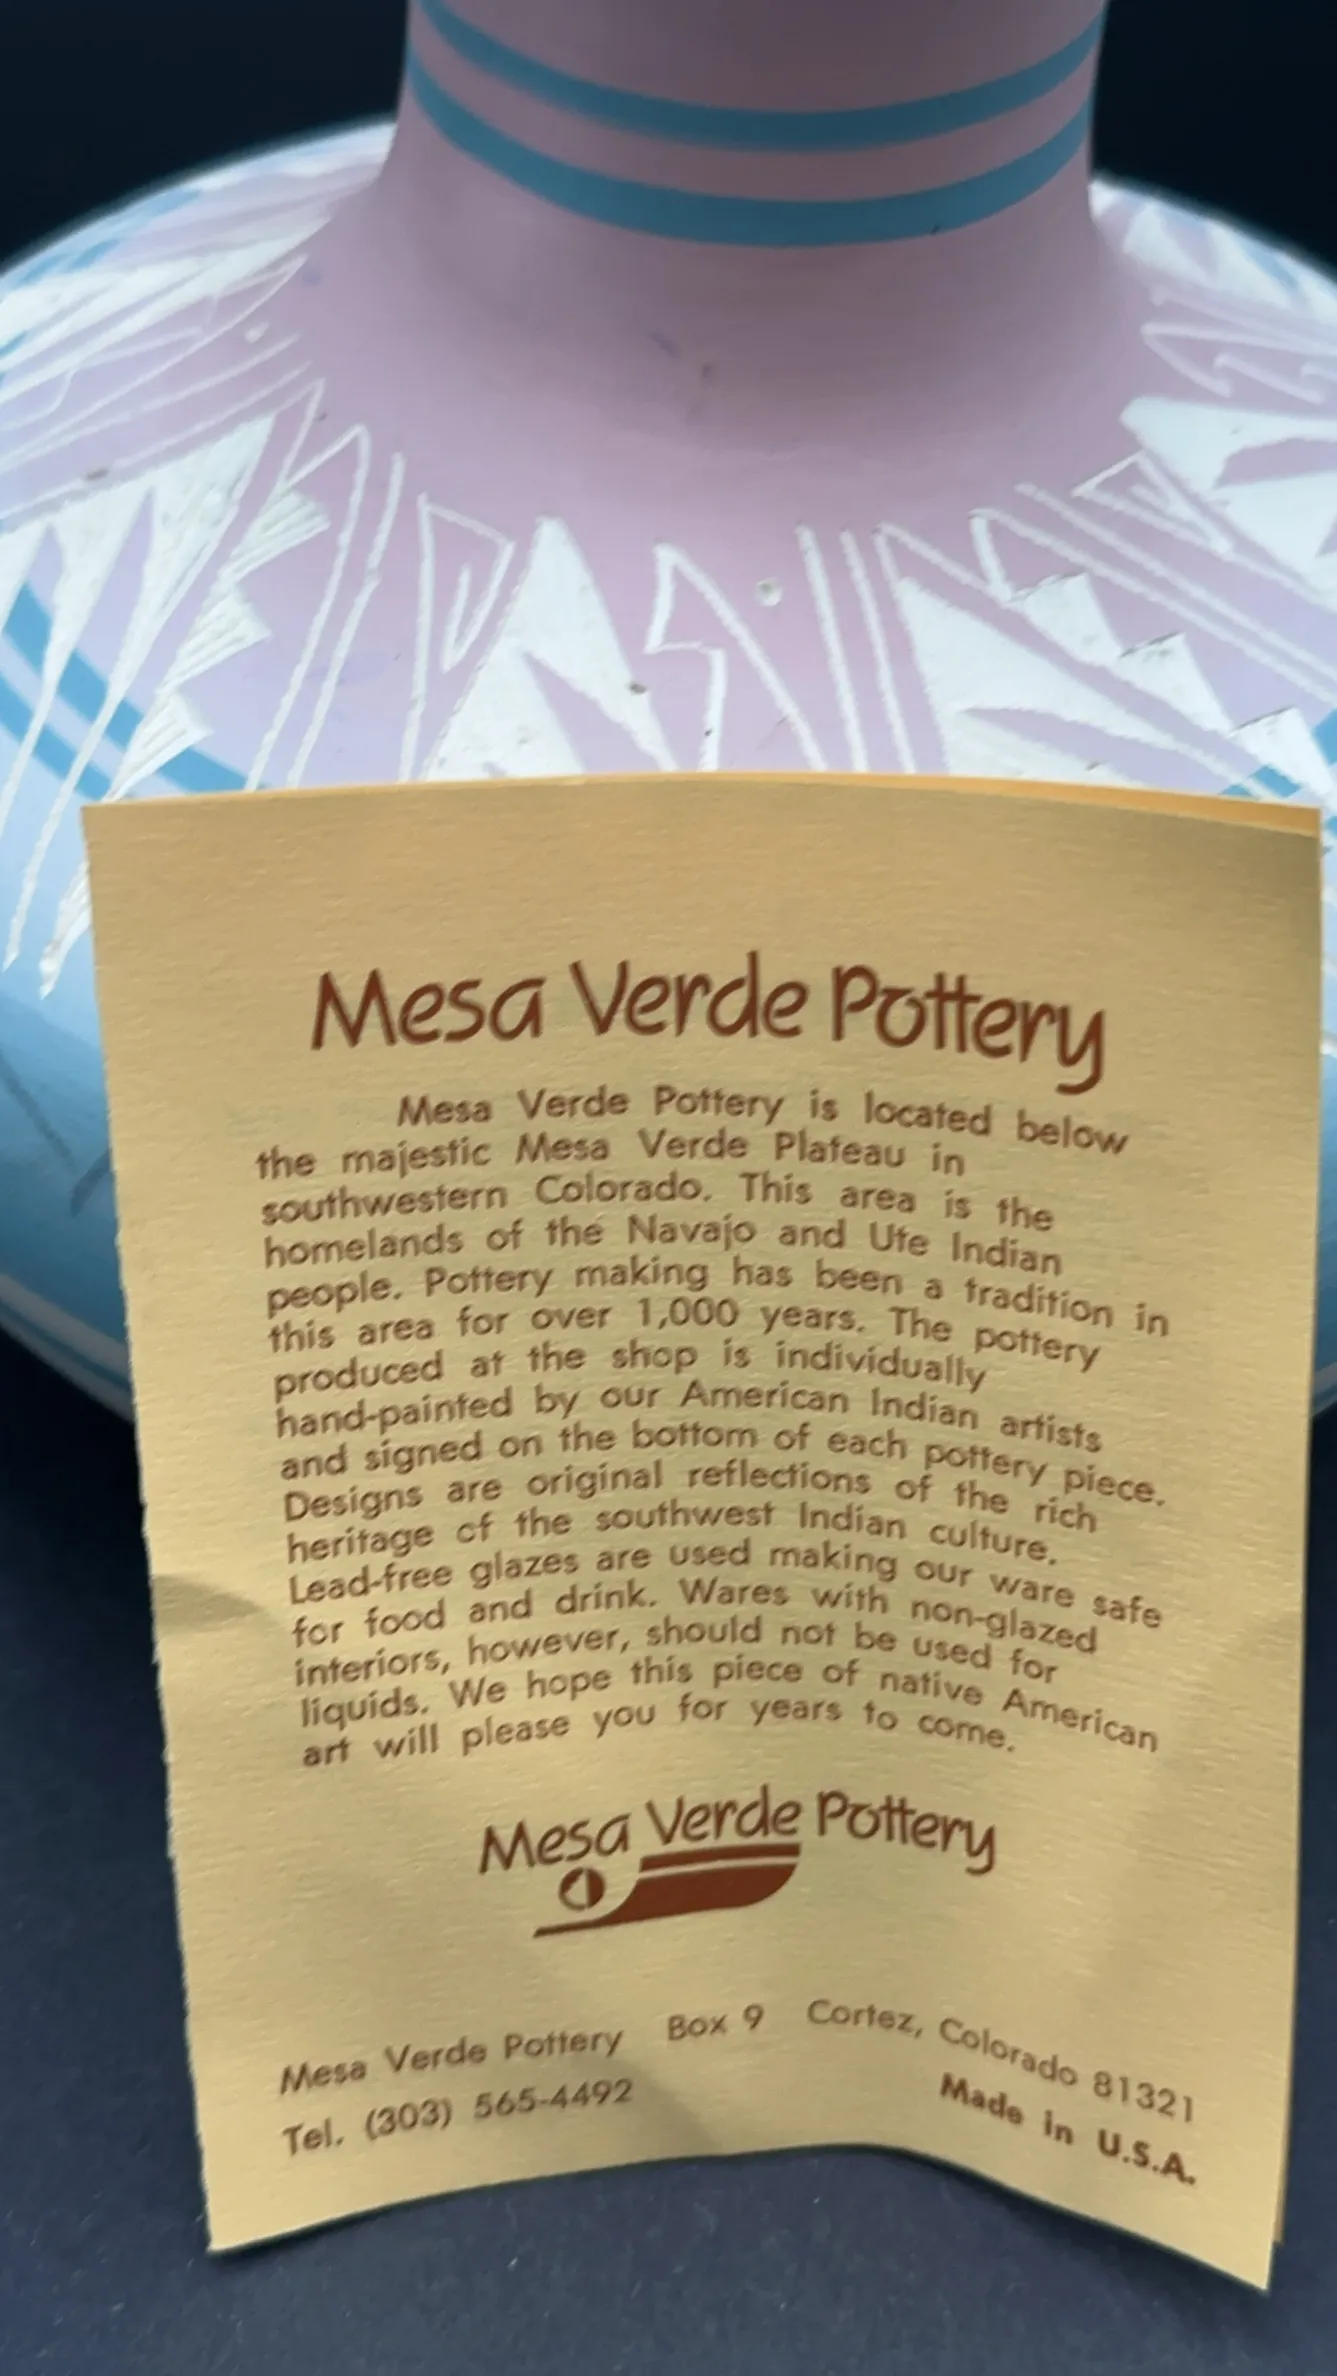 Mesa Verde Pottery
Mesa Verde Pottery is located below
the majestic Mesa Verde Plateau in
southwestern Colorado. This area is the
homelands of the Navajo and Ute Indian
people. Pottery making has been a tradition in
this area for over 1,000 years. The pottery
produced at the shop is individually
hand-painted by our American Indian artists
and signed on the bottom of each pottery piece.
Designs are original reflections of the rich
heritage of the southwest Indian culture.
Lead-free glazes are used making our ware safe
for food and drink. Wares with non-glazed
interiors, however, should not be used for
liquids. We hope this piece of native American
art will please you for years to come.
Mesa Verde Pottery
Mesa Verde Pottery Box 9 Cortez, Colorado 81321
Tel. (303) 565-4492 Made in U.S.A.